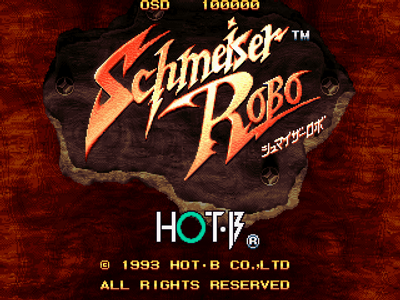 OSD 100000
Schmeiser ™
ROBO
シュマイザーロボ
HOT·B ®
© 1993 HOT·B CO.,LTD
ALL RIGHTS RESERVED